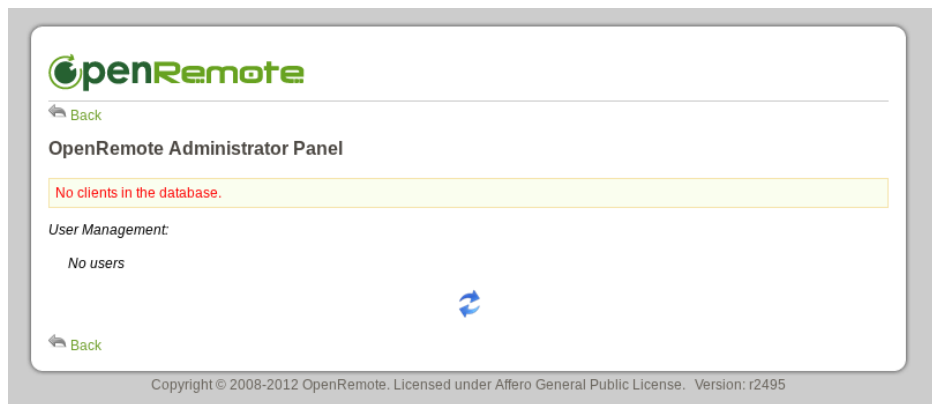 OpenRemote
Back
OpenRemote Administrator Panel
No clients in the database.
User Management:
No users
Back
Copyright © 2008-2012 OpenRemote. Licensed under Affero General Public License. Version: r2495